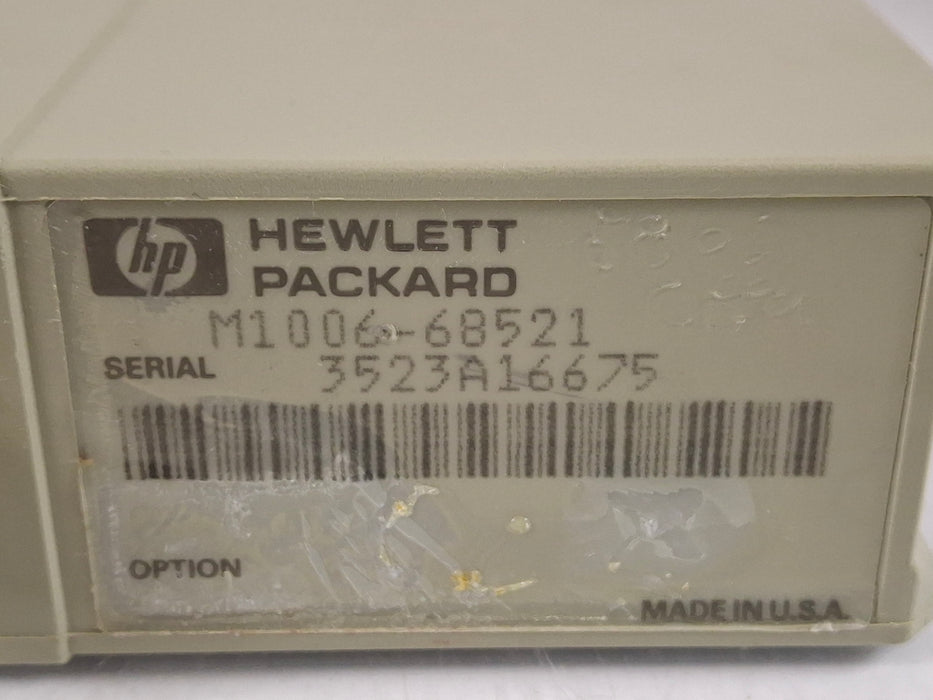 hp HEWLETT
PACKARD
M1006-68521
SERIAL 3523A16675
OPTION
MADE IN U.S.A.